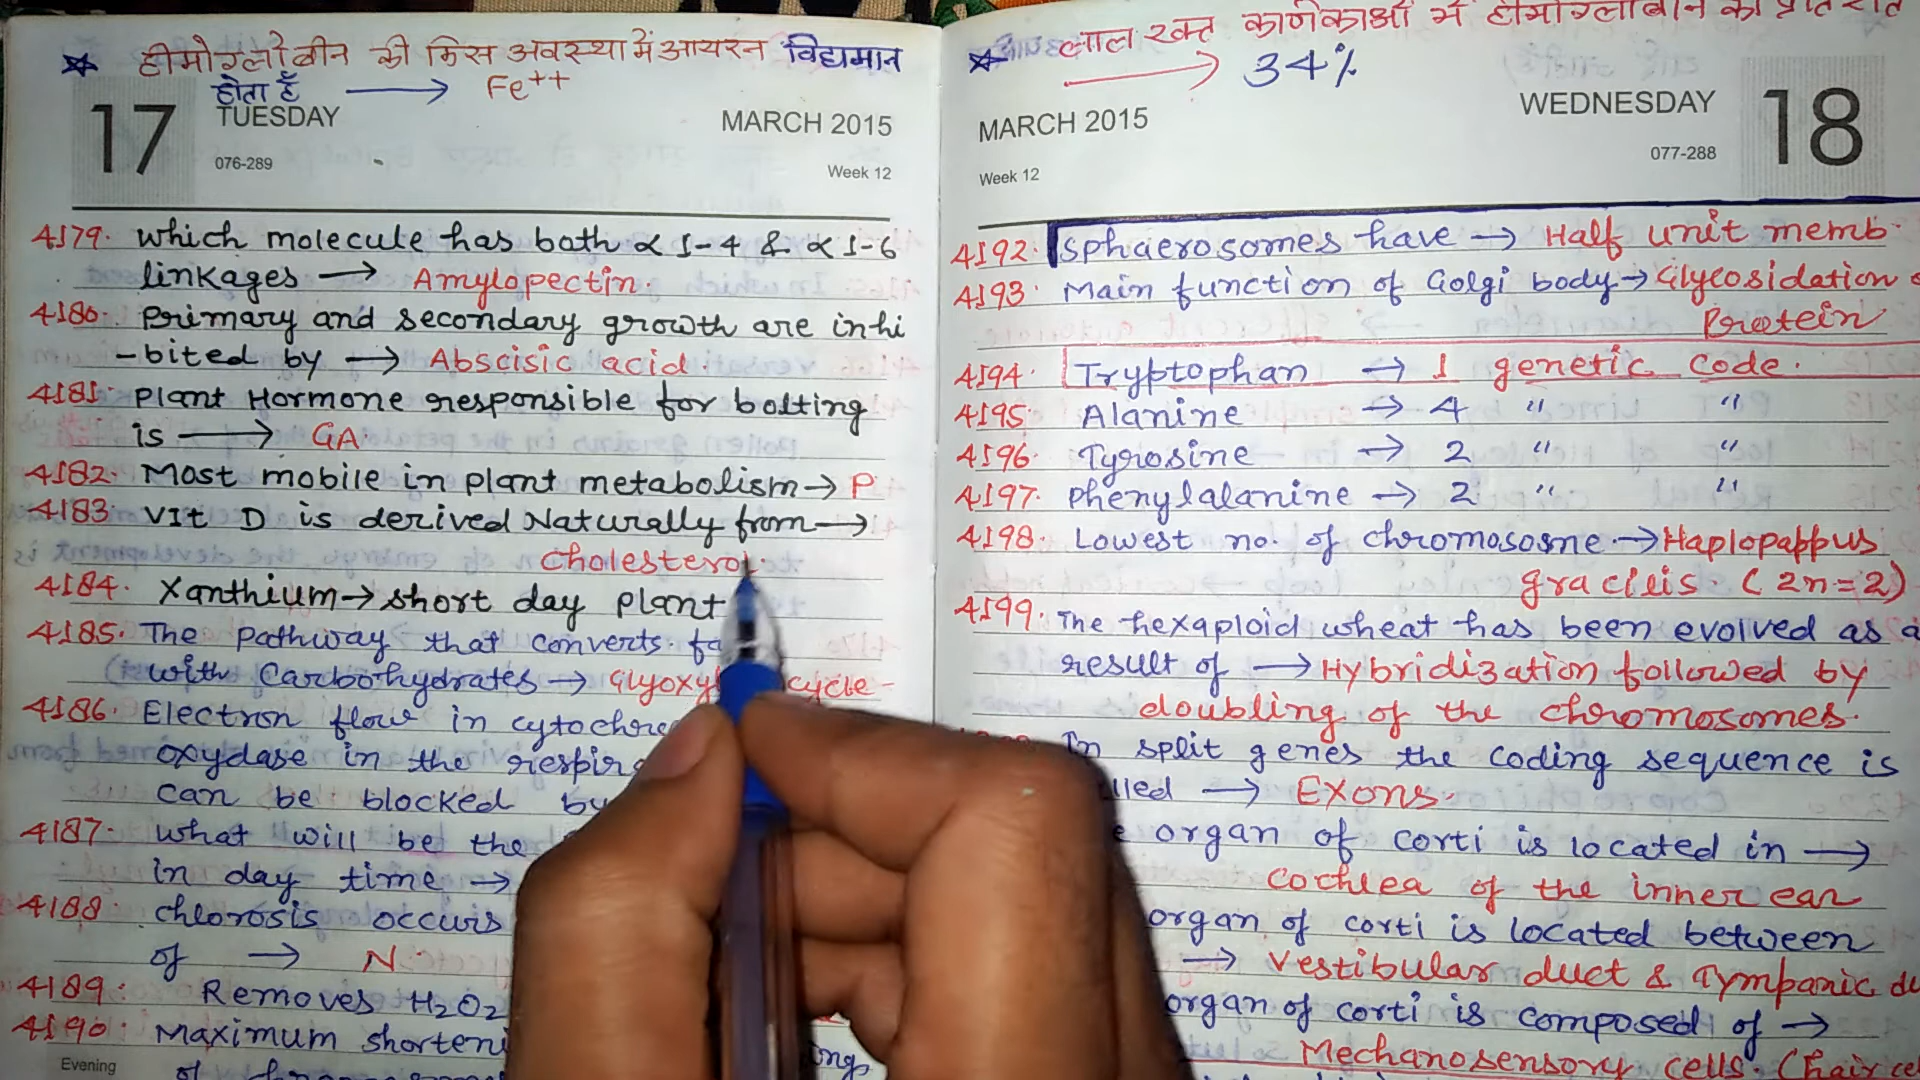 ★ हीमोग्लोबीन की किस अवस्था में आयरन विद्यमान
होता हैं → Fe++
17 TUESDAY
076-289
MARCH 2015
Week 12
4179. which molecule has both α 1-4 & α 1-6
linkages → Amylopectin.
4180. Primary and secondary growth are inhi
-bited by → Abscisic acid.
4181. Plant Hormone responsible for bolting
is → GA.
4182. Most mobile in plant metabolism → P
4183 VIt D is derived Naturally from →
Cholesterol.
4184. Xanthium → short day plant
4185. The pathway that converts
with Carbohydrates → cycle
4186. Electron flow in
oxydase in the
can be blocked by
4187. what will be the
in day time →
4188. chlorosis occurs
of → N.
4189. Removes H2O2
4190. Maximum
of
Evening
★ लाल रक्त कणिकाओं में हीमोग्लोबीन का
→ 34%
MARCH 2015
Week 12
WEDNESDAY
077-288
18
4192. Sphaerosomes have → Half unit memb.
4193. Main function of Golgi body → Glycosidation
Protein
4194. Tryptophan → 1 genetic code.
4195. Alanine → 4 " "
4196. Tyrosine → 2 " "
4197. phenylalanine → 2 " "
4198. Lowest no. of chromososme. → Haplopappus
gracilis. (2n=2)
4199. The hexaploid wheat has been evolved as a
result of → Hybridization followed by
doubling of the chromosomes.
In split genes the coding sequence is
→ Exons.
organ of corti is located in →
cochlea of the inner ear
organ of corti is located between
→ vestibular duct & Tympanic
organ of corti is composed of →
Mechanosensory cells.